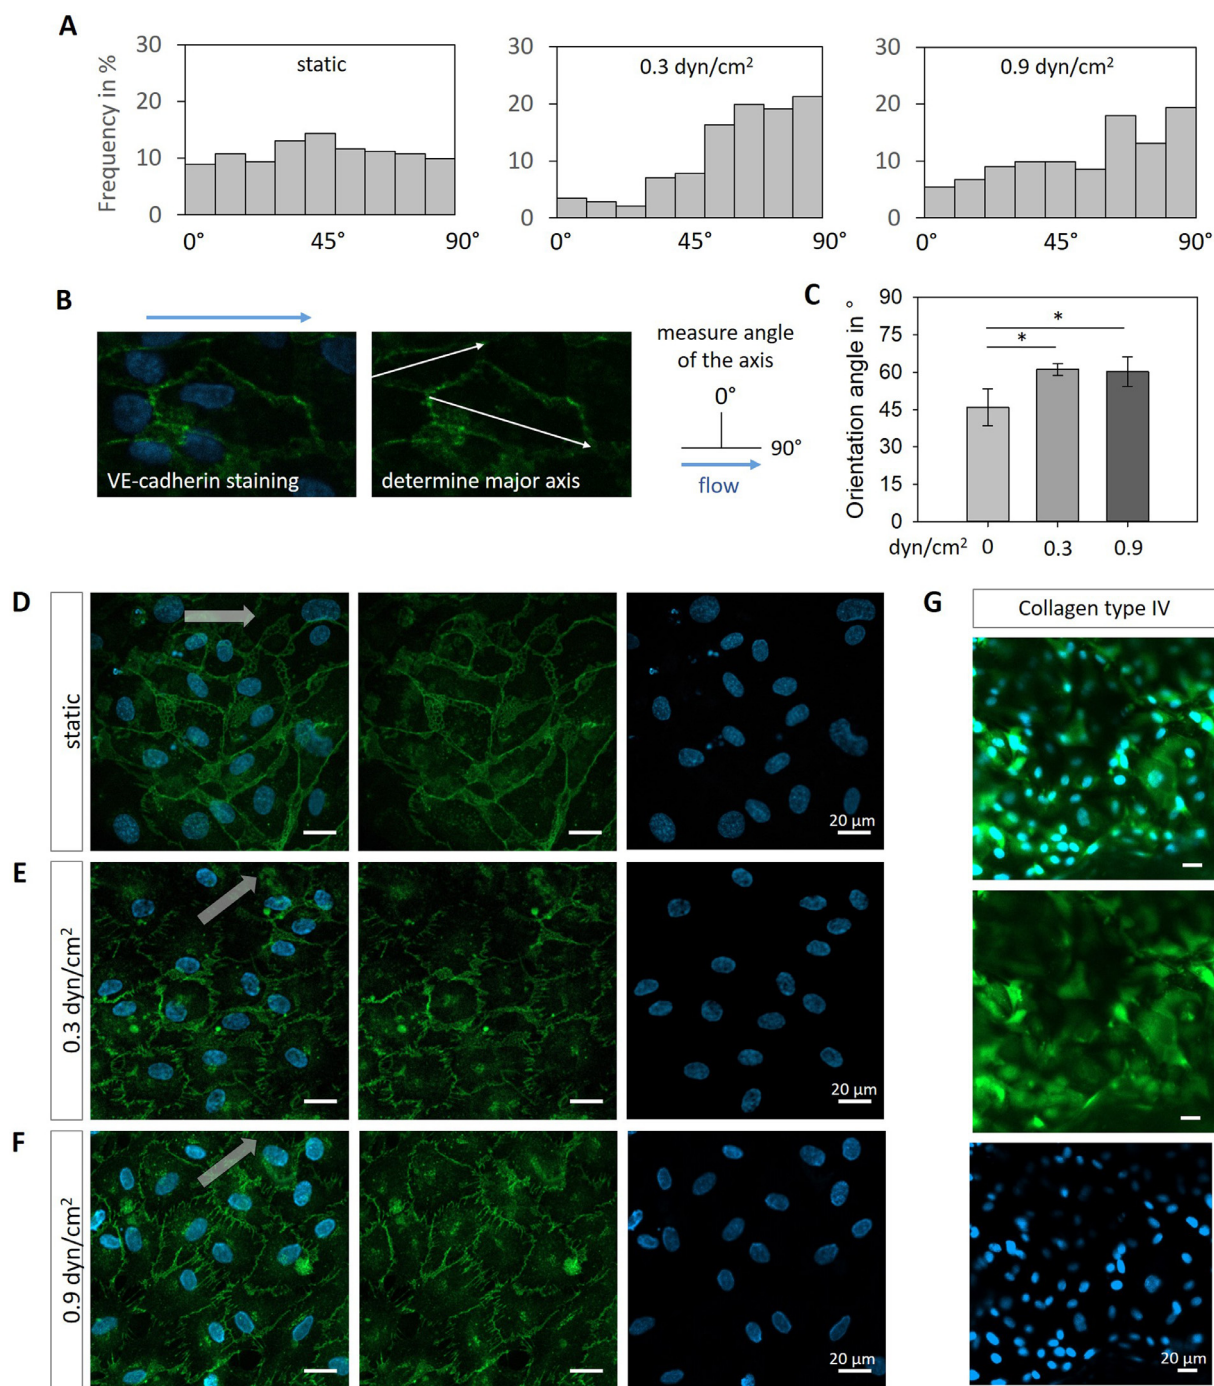 A
30
20
10
0
Frequency in %
static
0°
45°
90°
30
20
10
0
0.3 dyn/cm²
0°
45°
90°
30
20
10
0
0.9 dyn/cm²
0°
45°
90°
B
VE-cadherin staining
determine major axis
measure angle
of the axis
0°
90°
flow
C
Orientation angle in °
90
75
60
45
30
15
0
*
*
dyn/cm² 0 0.3 0.9
D
static
20 µm
E
0.3 dyn/cm²
20 µm
F
0.9 dyn/cm²
20 µm
G
Collagen type IV
20 µm